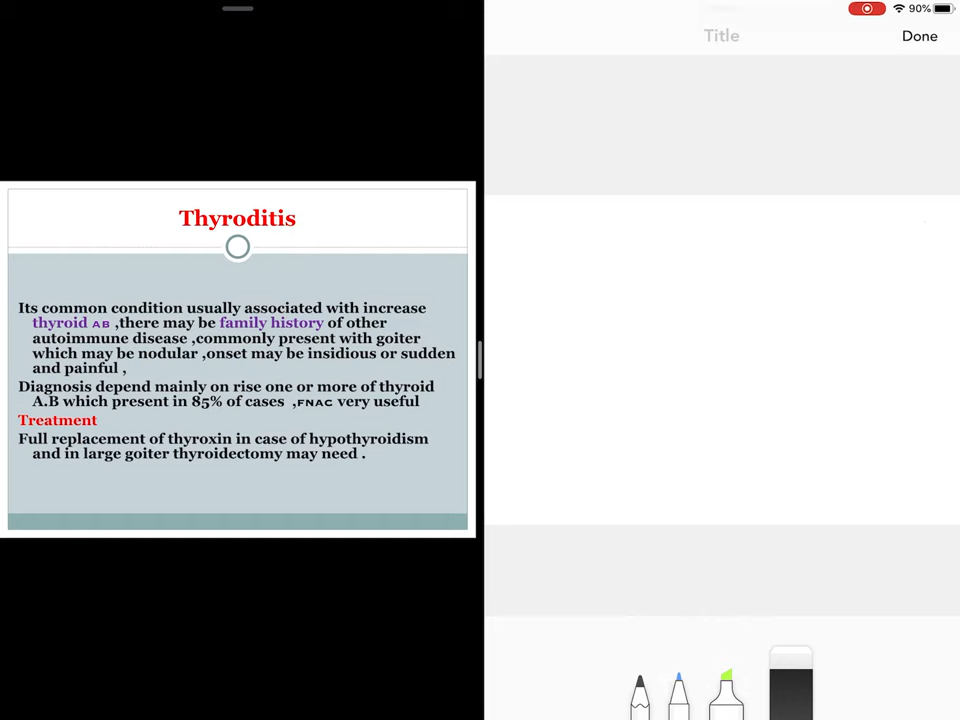 90%
Title
Done
Thyroditis
Its common condition usually associated with increase
thyroid AB ,there may be family history of other
autoimmune disease ,commonly present with goiter
which may be nodular ,onset may be insidious or sudden
and painful ,
Diagnosis depend mainly on rise one or more of thyroid
A.B which present in 85% of cases ,FNAC very useful
Treatment
Full replacement of thyroxin in case of hypothyroidism
and in large goiter thyroidectomy may need .